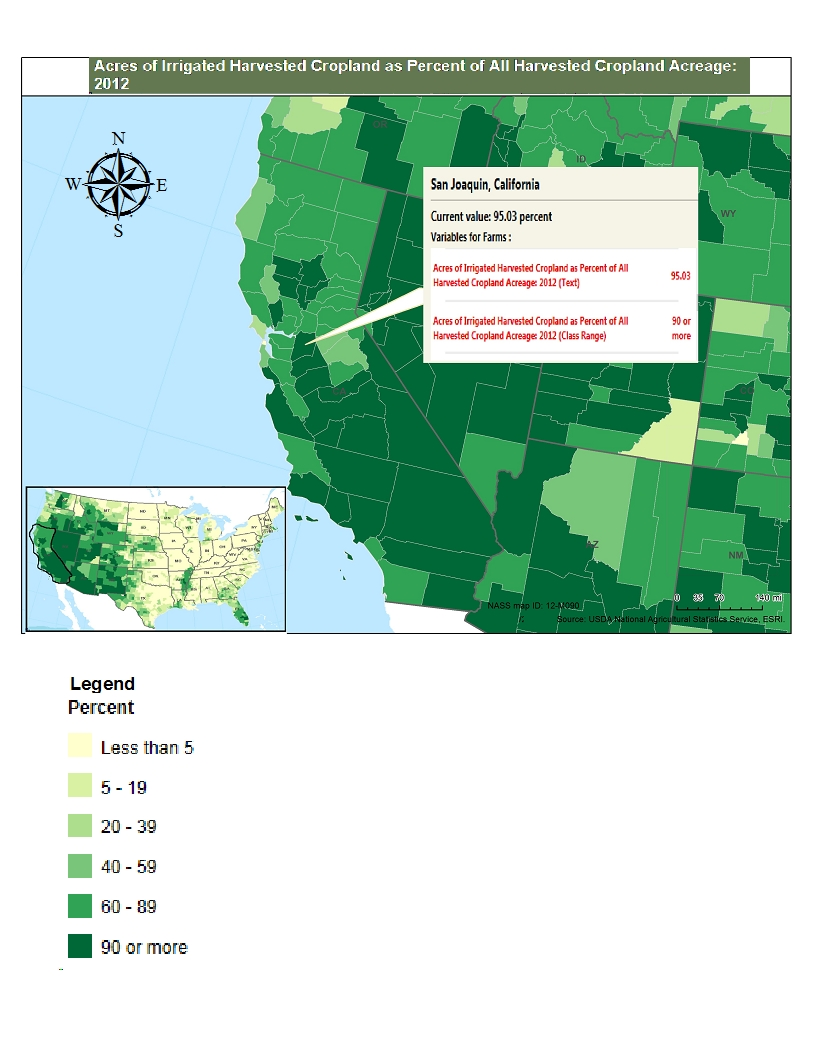 Acres of Irrigated Harvested Cropland as Percent of All Harvested Cropland Acreage:
2012
N
W
E
S
OR
ID
WY
San Joaquin, California
Current value: 95.03 percent
Variables for Farms :
Acres of Irrigated Harvested Cropland as Percent of All
Harvested Cropland Acreage: 2012 (Text)
95.03
Acres of Irrigated Harvested Cropland as Percent of All
Harvested Cropland Acreage: 2012 (Class Range)
90 or
more
AZ
NM
0 35 70 140 mi
NASS map ID: 12-M090
Source: USDA National Agricultural Statistics Service, ESRI.
Legend
Percent
Less than 5
5 - 19
20 - 39
40 - 59
60 - 89
90 or more